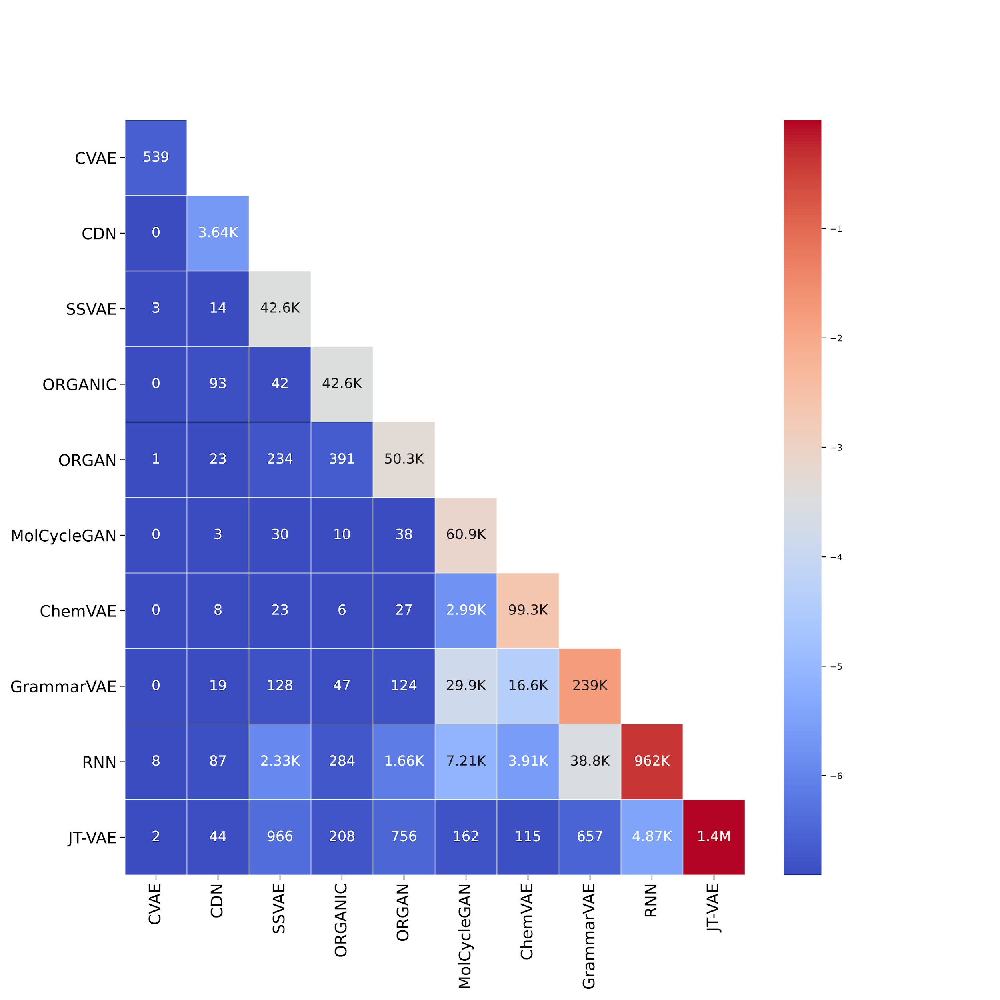 CVAE 539
CDN 0 3.64K
SSVAE 3 14 42.6K
ORGANIC 0 93 42 42.6K
ORGAN 1 23 234 391 50.3K
MolCycleGAN 0 3 30 10 38 60.9K
ChemVAE 0 8 23 6 27 2.99K 99.3K
GrammarVAE 0 19 128 47 124 29.9K 16.6K 239K
RNN 8 87 2.33K 284 1.66K 7.21K 3.91K 38.8K 962K
JT-VAE 2 44 966 208 756 162 115 657 4.87K 1.4M
CVAE
CDN
SSVAE
ORGANIC
ORGAN
MolCycleGAN
ChemVAE
GrammarVAE
RNN
JT-VAE
−1
−2
−3
−4
−5
−6